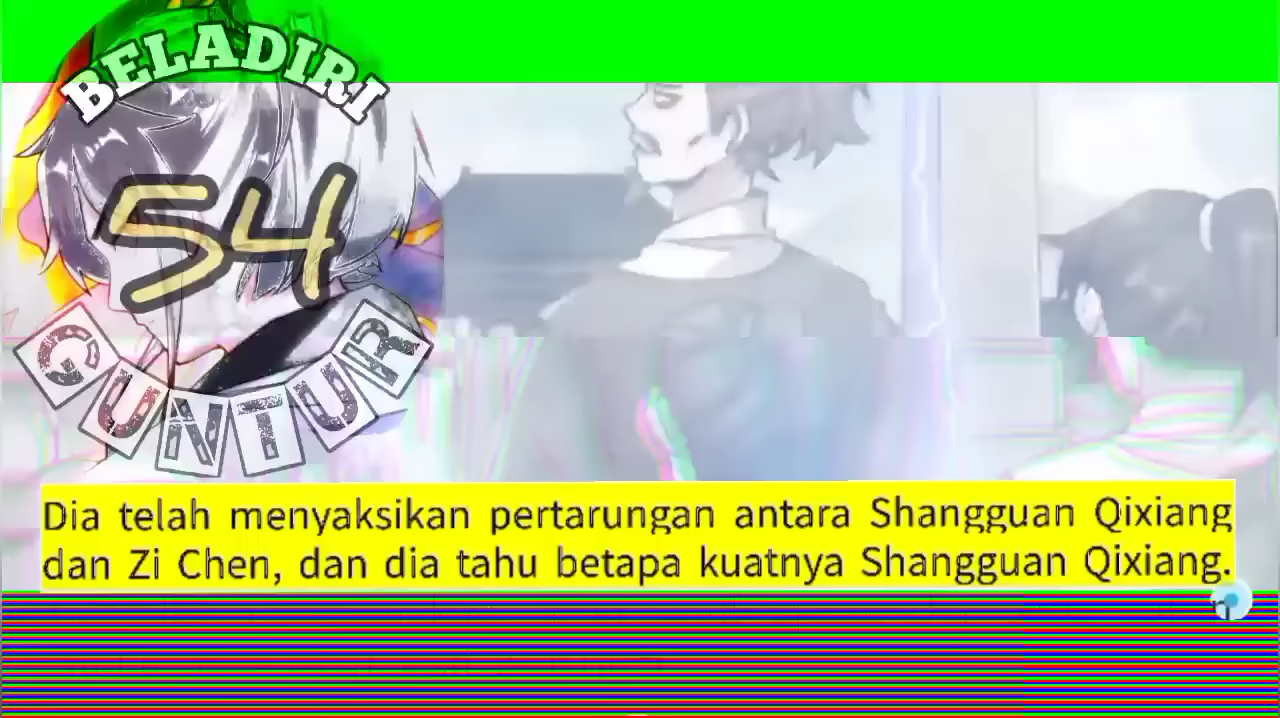 BELADIRI
54
GUNTUR
Dia telah menyaksikan pertarungan antara Shangguan Qixiang
dan Zi Chen, dan dia tahu betapa kuatnya Shangguan Qixiang.